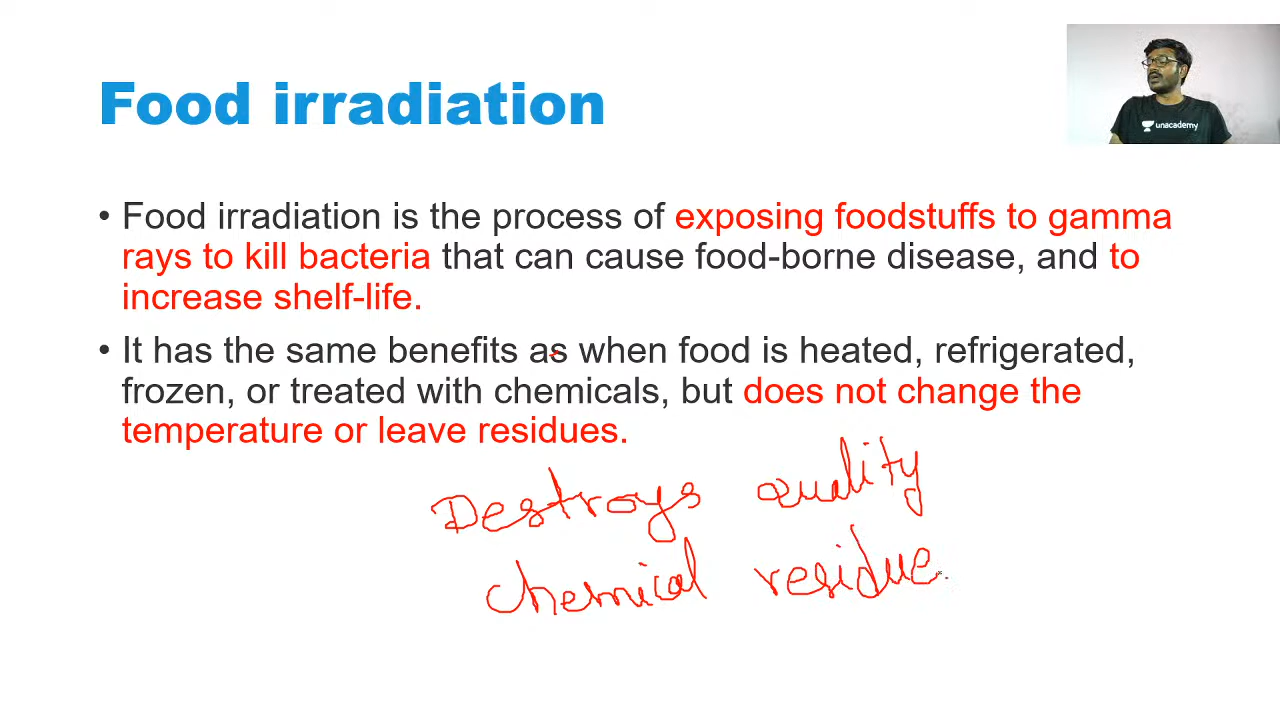 Food irradiation
unacademy
• Food irradiation is the process of exposing foodstuffs to gamma
rays to kill bacteria that can cause food-borne disease, and to
increase shelf-life.
• It has the same benefits as when food is heated, refrigerated,
frozen, or treated with chemicals, but does not change the
temperature or leave residues.
Destroys quality
chemical residue